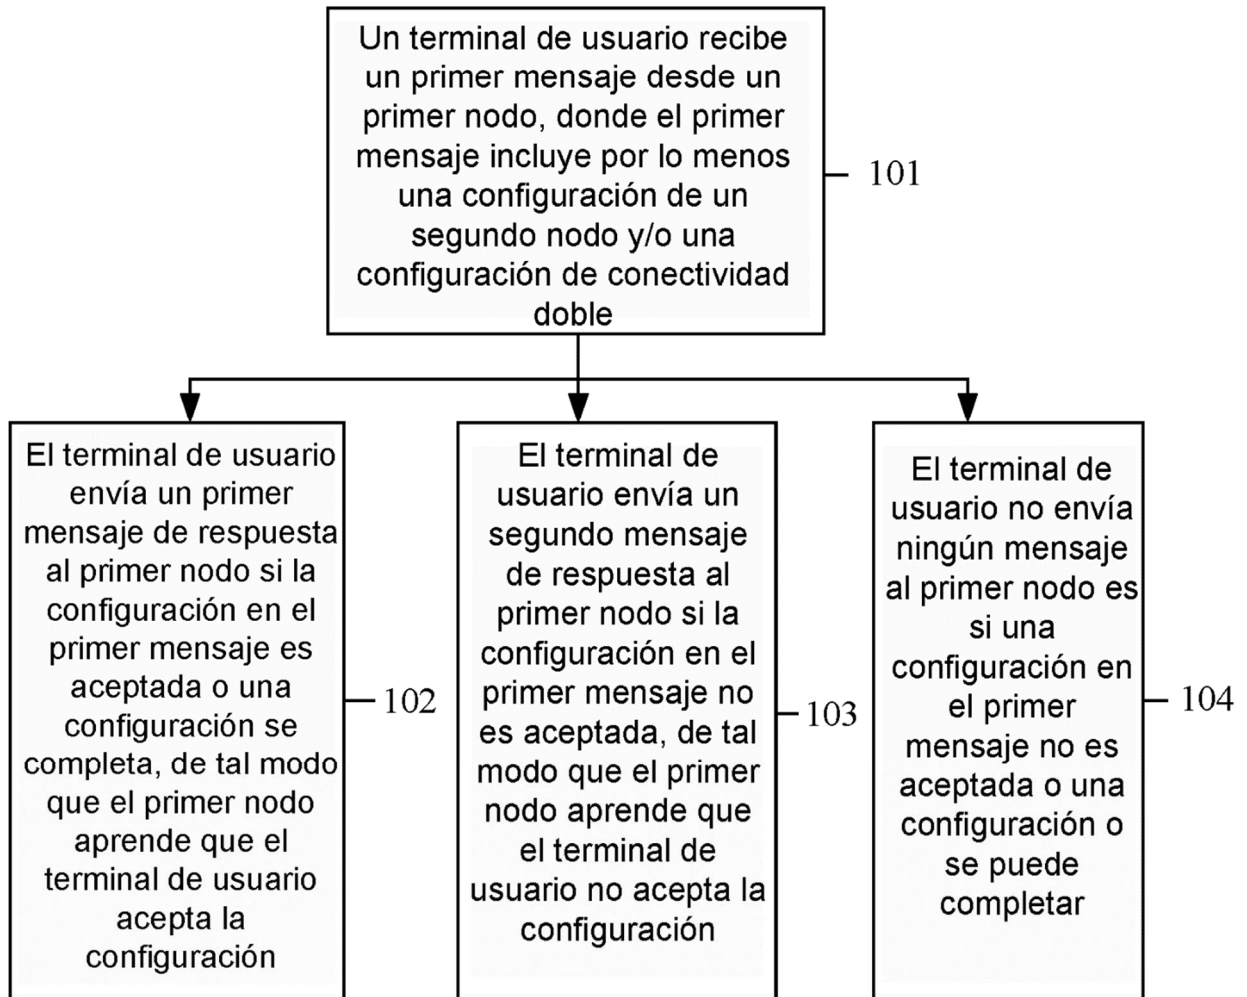 Un terminal de usuario recibe
un primer mensaje desde un
primer nodo, donde el primer
mensaje incluye por lo menos
una configuración de un
segundo nodo y/o una
configuración de conectividad
doble
101
El terminal de usuario
envía un primer
mensaje de respuesta
al primer nodo si la
configuración en el
primer mensaje es
aceptada o una
configuración se
completa, de tal modo
que el primer nodo
aprende que el
terminal de usuario
acepta la
configuración
102
El terminal de
usuario envía un
segundo mensaje
de respuesta al
primer nodo si la
configuración en el
primer mensaje no
es aceptada, de tal
modo que el primer
nodo aprende que
el terminal de
usuario no acepta la
configuración
103
El terminal de
usuario no envía
ningún mensaje
al primer nodo es
si una
configuración en
el primer
mensaje no es
aceptada o una
configuración o
se puede
completar
104